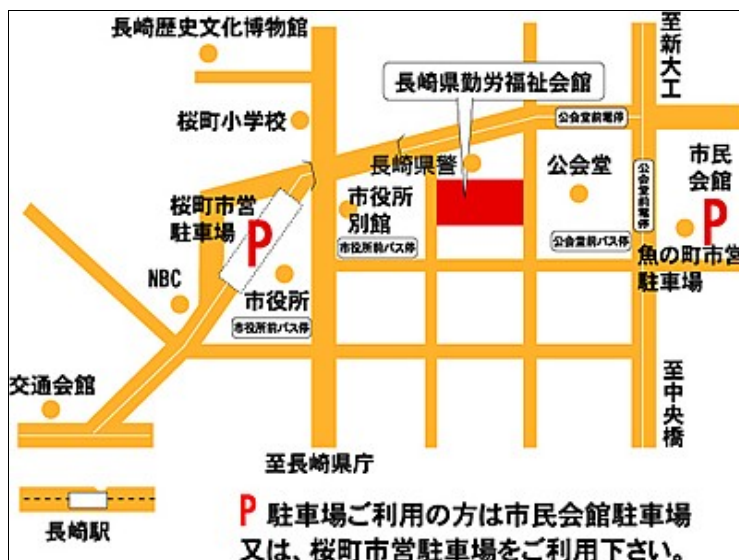 長崎歴史文化博物館
至新大工
長崎県勤労福祉会館
桜町小学校
公会堂前電停
長崎県警
公会堂
市民
会館
公会堂前電停
桜町市営
駐車場
P
市役所
別館
P
市役所前バス停
公会堂前バス停
魚の町市営
駐車場
NBC
市役所
市役所前バス停
交通会館
至中央橋
至長崎県庁
長崎駅
P 駐車場ご利用の方は市民会館駐車場
又は、桜町市営駐車場をご利用下さい。